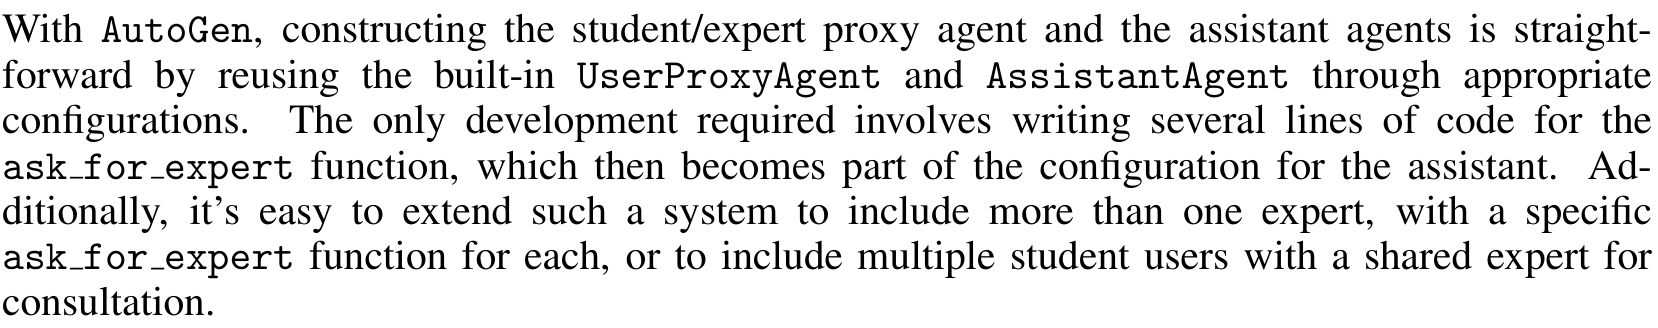 With AutoGen, constructing the student/expert proxy agent and the assistant agents is straight-
forward by reusing the built-in UserProxyAgent and AssistantAgent through appropriate
configurations. The only development required involves writing several lines of code for the
ask_for_expert function, which then becomes part of the configuration for the assistant. Ad-
ditionally, it's easy to extend such a system to include more than one expert, with a specific
ask_for_expert function for each, or to include multiple student users with a shared expert for
consultation.